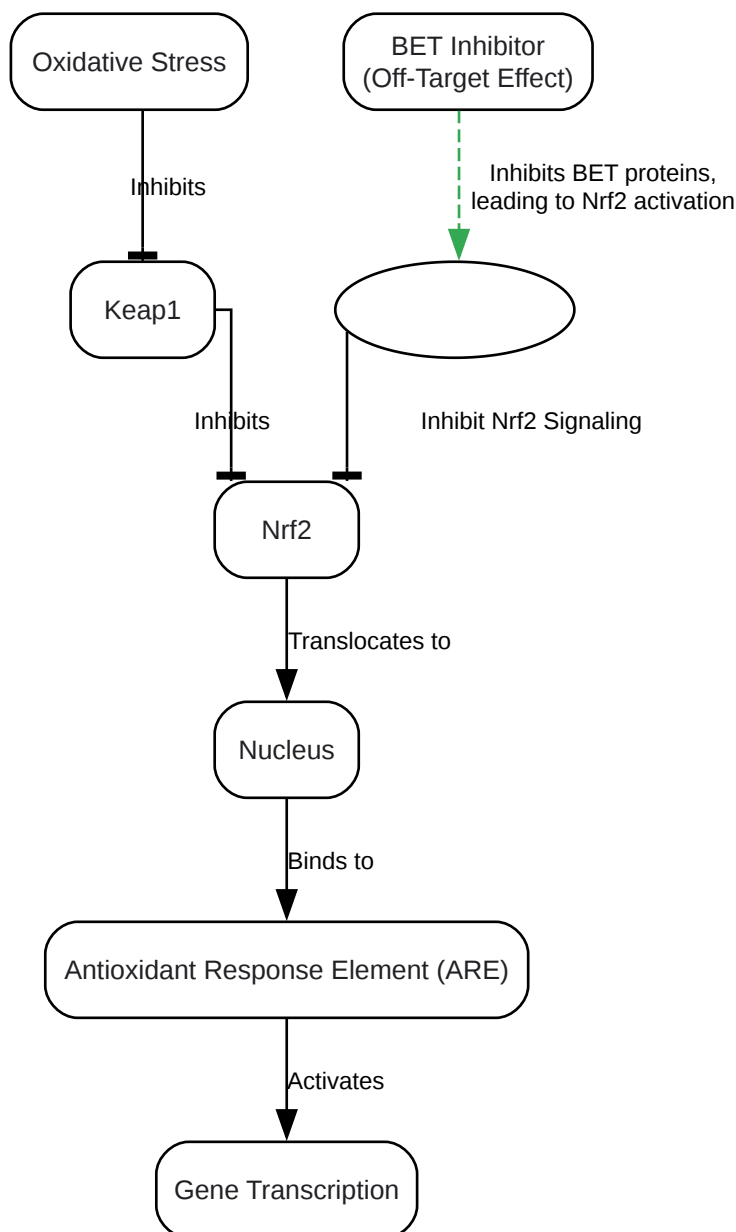 Oxidative Stress
BET Inhibitor
(Off-Target Effect)
Inhibits
Inhibits BET proteins,
leading to Nrf2 activation
Keap1
Inhibits
Inhibit Nrf2 Signaling
Nrf2
Translocates to
Nucleus
Binds to
Antioxidant Response Element (ARE)
Activates
Gene Transcription